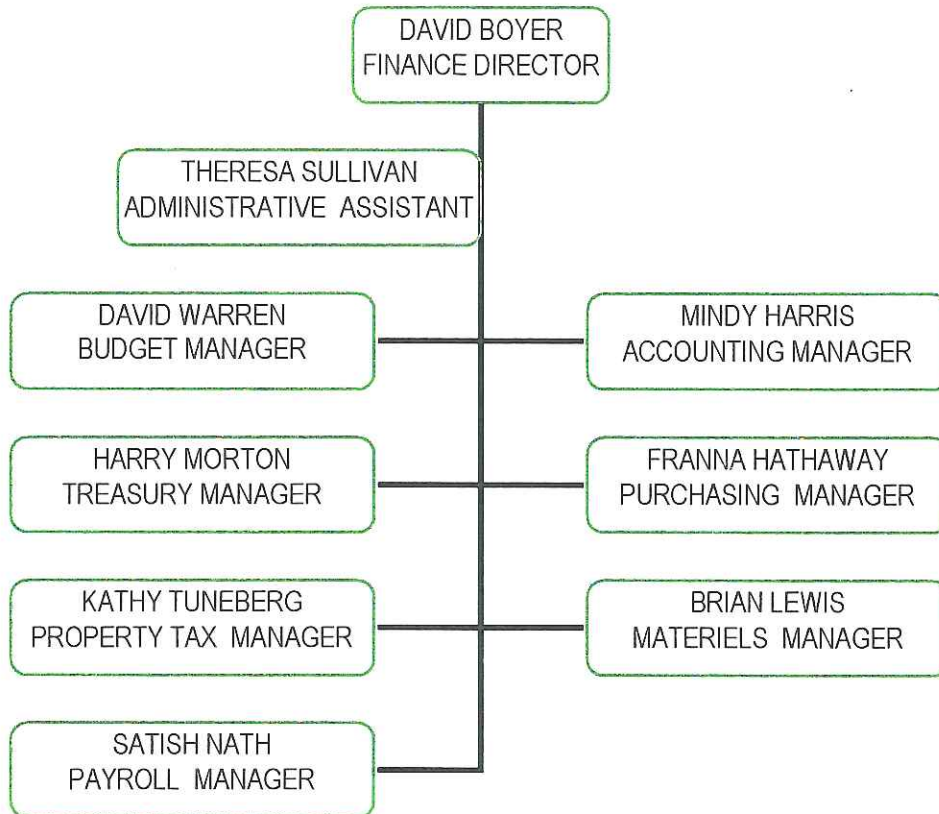 DAVID BOYER
FINANCE DIRECTOR
THERESA SULLIVAN
ADMINISTRATIVE ASSISTANT
DAVID WARREN
BUDGET MANAGER
MINDY HARRIS
ACCOUNTING MANAGER
HARRY MORTON
TREASURY MANAGER
FRANNA HATHAWAY
PURCHASING MANAGER
KATHY TUNEBERG
PROPERTY TAX MANAGER
BRIAN LEWIS
MATERIELS MANAGER
SATISH NATH
PAYROLL MANAGER